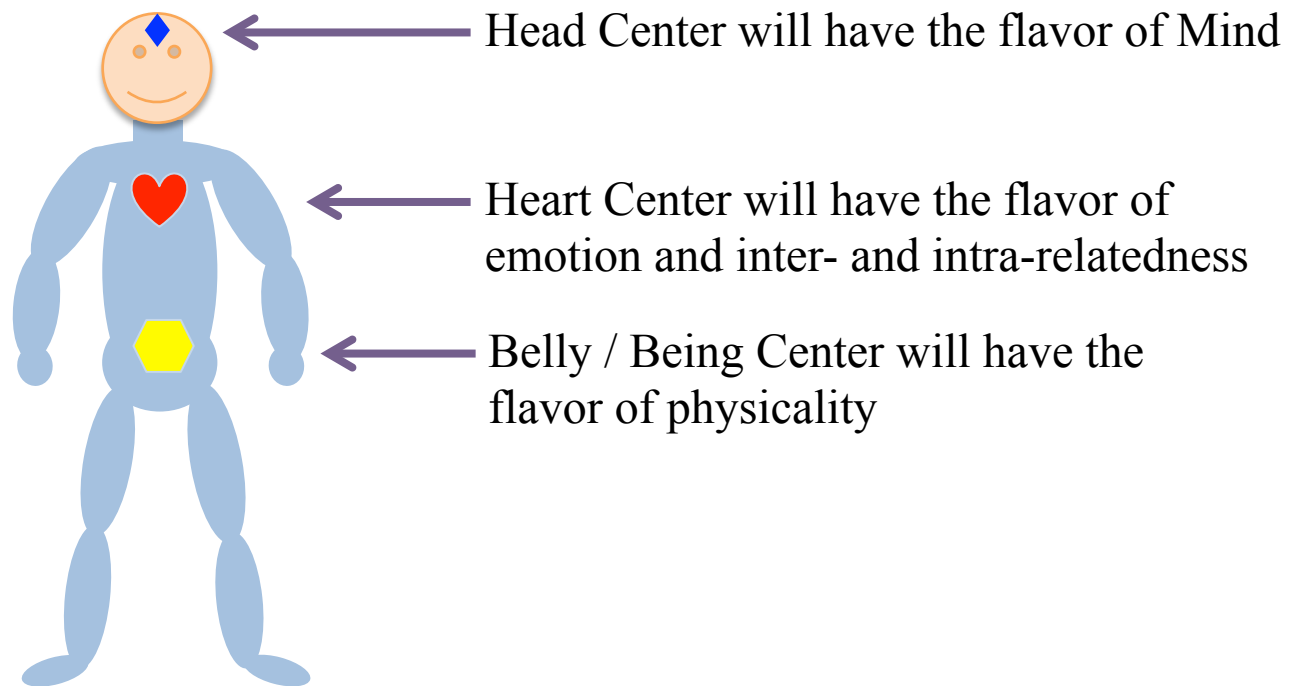 Head Center will have the flavor of Mind
Heart Center will have the flavor of
emotion and inter- and intra-relatedness
Belly / Being Center will have the
flavor of physicality